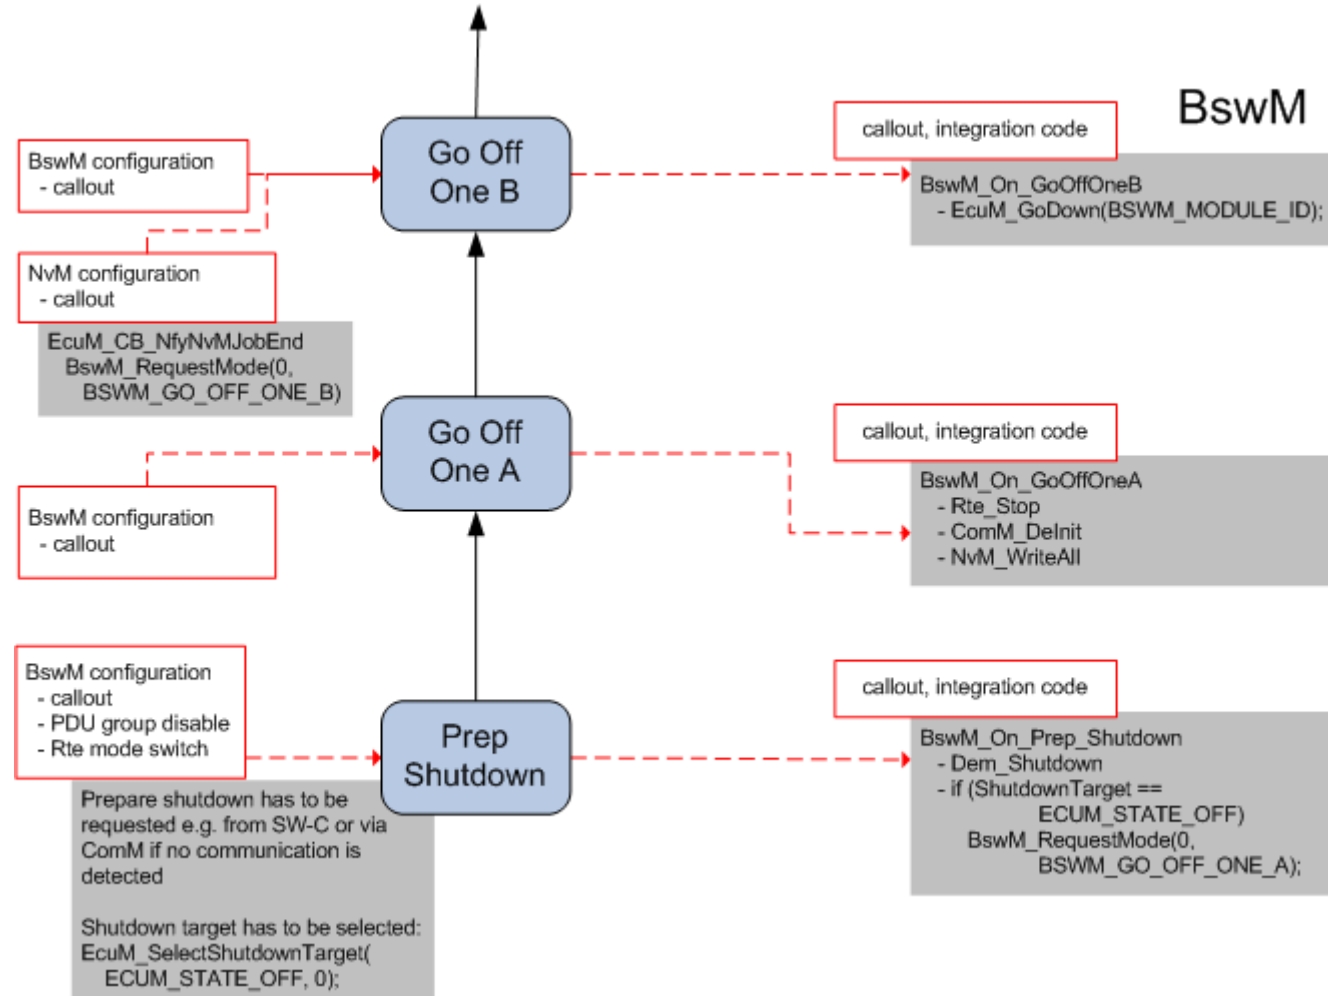 BswM
callout, integration code
BswM configuration
- callout
Go Off
One B
BswM_On_GoOffOneB
- EcuM_GoDown(BSWM_MODULE_ID);
NvM configuration
- callout
EcuM_CB_NfyNvMJobEnd
BswM_RequestMode(0,
BSWM_GO_OFF_ONE_B)
Go Off
One A
callout, integration code
BswM_On_GoOffOneA
- Rte_Stop
- ComM_DeInit
- NvM_WriteAll
BswM configuration
- callout
BswM configuration
- callout
- PDU group disable
- Rte mode switch
Prep
Shutdown
callout, integration code
BswM_On_Prep_Shutdown
- Dem_Shutdown
- if (ShutdownTarget ==
ECUM_STATE_OFF)
BswM_RequestMode(0,
BSWM_GO_OFF_ONE_A);
Prepare shutdown has to be
requested e.g. from SW-C or via
ComM if no communication is
detected
Shutdown target has to be selected:
EcuM_SelectShutdownTarget(
ECUM_STATE_OFF, 0);